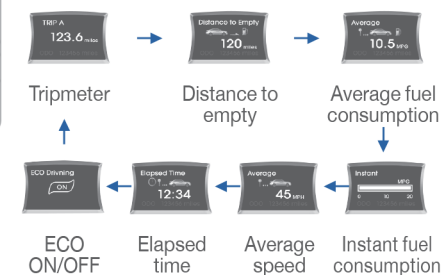 TRIP A
123.6 miles
Distance to Empty
120 miles
Average
10.5 MPG
Tripmeter
Distance to
empty
Average fuel
consumption
ECO Drivning
ON
Elapsed Time
12:34
Average
45 MPH
Instant
MPG
0 10 30
ECO
ON/OFF
Elapsed
time
Average
speed
Instant fuel
consumption